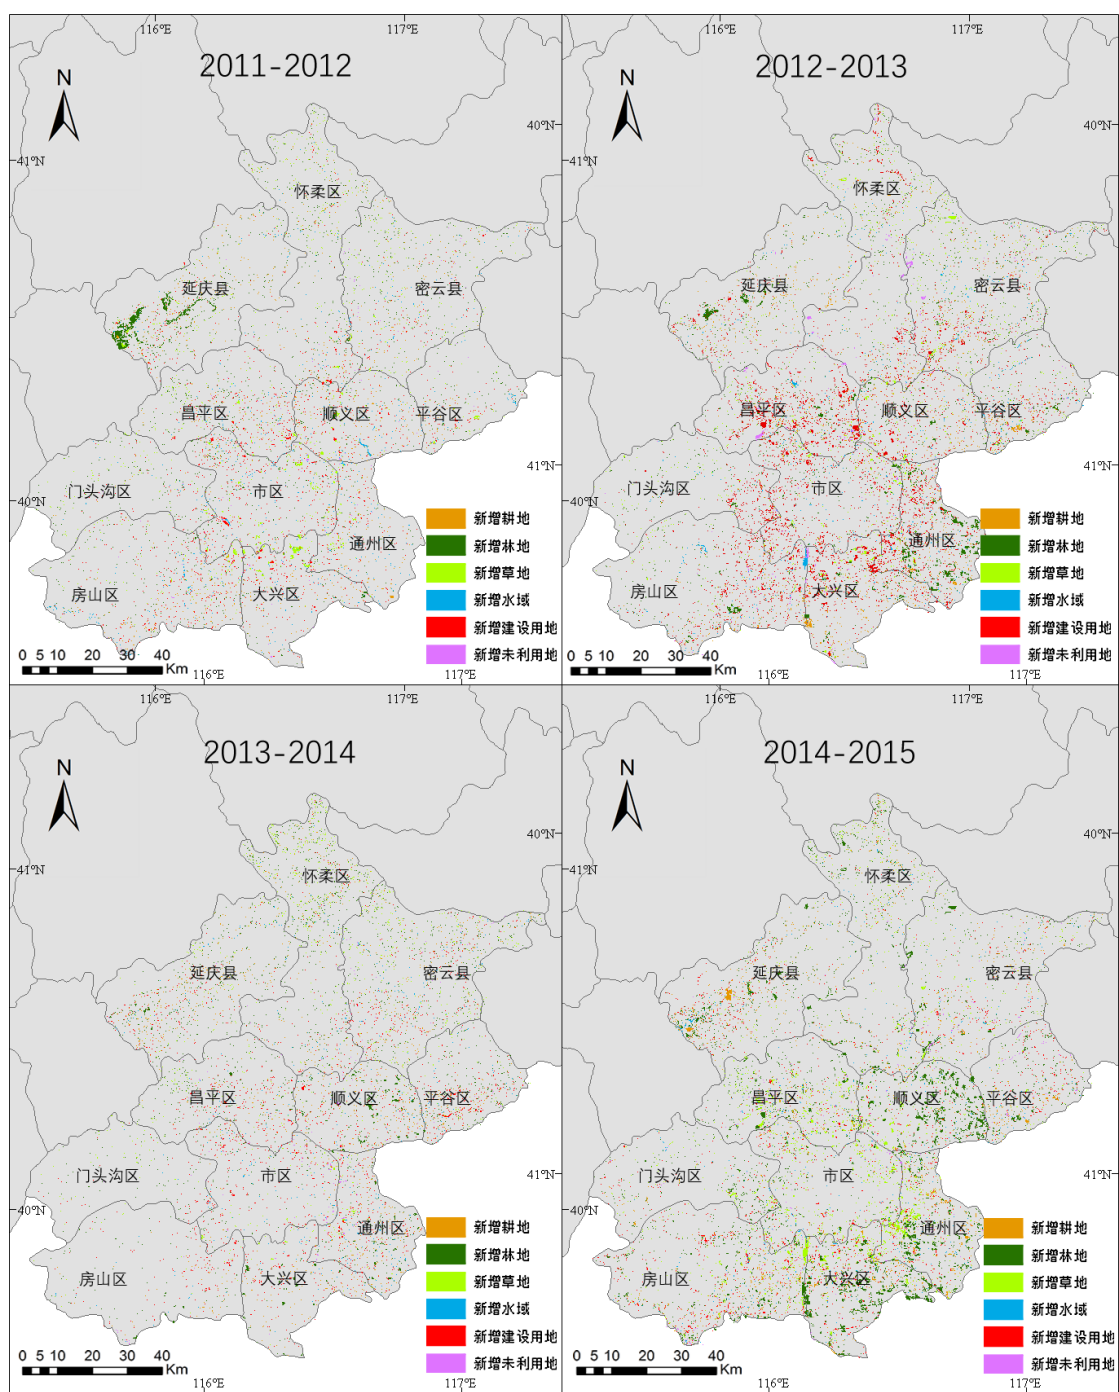 116°E 117°E
2011-2012
N
40°N
41°N
怀柔区
延庆县
密云县
昌平区
顺义区
平谷区
41°N
门头沟区
市区
40°N
新增耕地
通州区
新增林地
新增草地
房山区
大兴区
新增水域
新增建设用地
新增未利用地
0 5 10 20 30 40 Km
116°E 117°E
116°E 117°E
2012-2013
N
40°N
41°N
怀柔区
延庆县
密云县
昌平区
顺义区
平谷区
41°N
门头沟区
市区
40°N
新增耕地
通州区
新增林地
新增草地
房山区
大兴区
新增水域
新增建设用地
新增未利用地
0 5 10 20 30 40 Km
116°E 117°E
116°E 117°E
2013-2014
N
40°N
41°N
怀柔区
延庆县
密云县
昌平区
顺义区
平谷区
41°N
门头沟区
市区
40°N
新增耕地
通州区
新增林地
房山区
大兴区
新增草地
新增水域
新增建设用地
新增未利用地
0 5 10 20 30 40 Km
116°E 117°E
116°E 117°E
2014-2015
N
40°N
41°N
怀柔区
延庆县
密云县
昌平区
顺义区
平谷区
41°N
门头沟区
市区
40°N
新增耕地
通州区
新增林地
房山区
大兴区
新增草地
新增水域
新增建设用地
新增未利用地
0 5 10 20 30 40 Km
116°E 117°E